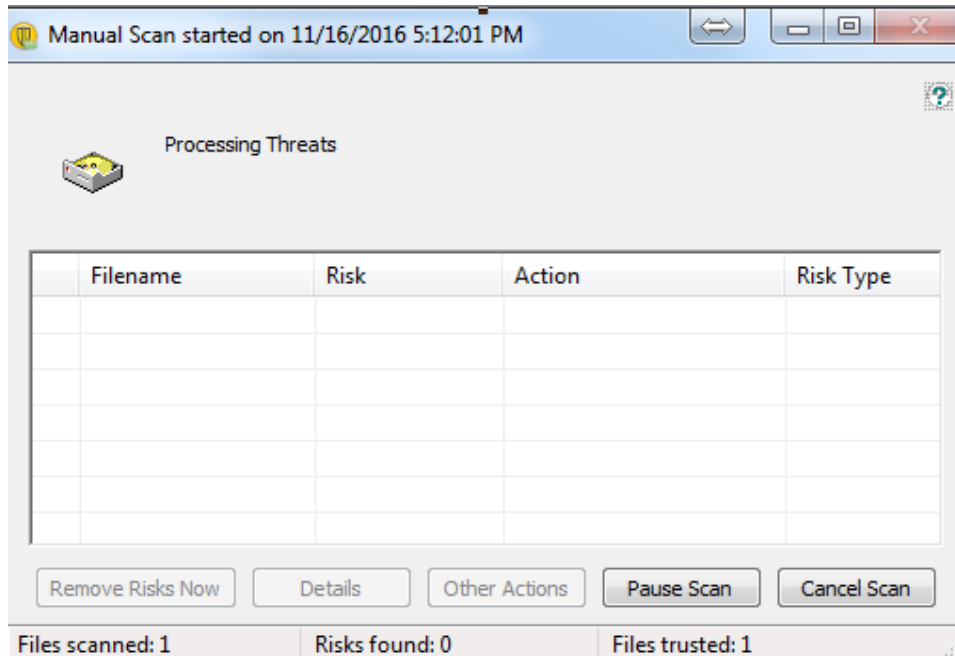 Manual Scan started on 11/16/2016 5:12:01 PM
?
Processing Threats
Filename Risk Action Risk Type
Remove Risks Now Details Other Actions Pause Scan Cancel Scan
Files scanned: 1 Risks found: 0 Files trusted: 1